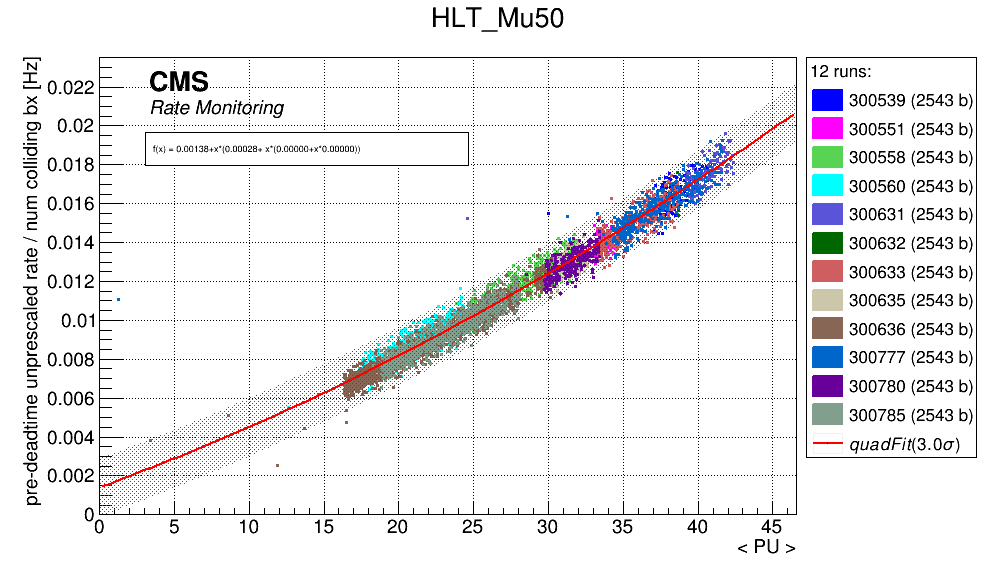 HLT_Mu50
pre-deadtime unprescaled rate / num colliding bx [Hz]
0.022
0.02
0.018
0.016
0.014
0.012
0.01
0.008
0.006
0.004
0.002
0
CMS
Rate Monitoring
f(x) = 0.00138+x*(0.00028+ x*(0.00000+x*0.00000))
0 5 10 15 20 25 30 35 40 45
< PU >
12 runs:
300539 (2543 b)
300551 (2543 b)
300558 (2543 b)
300560 (2543 b)
300631 (2543 b)
300632 (2543 b)
300633 (2543 b)
300635 (2543 b)
300636 (2543 b)
300777 (2543 b)
300780 (2543 b)
300785 (2543 b)
quadFit(3.0σ)